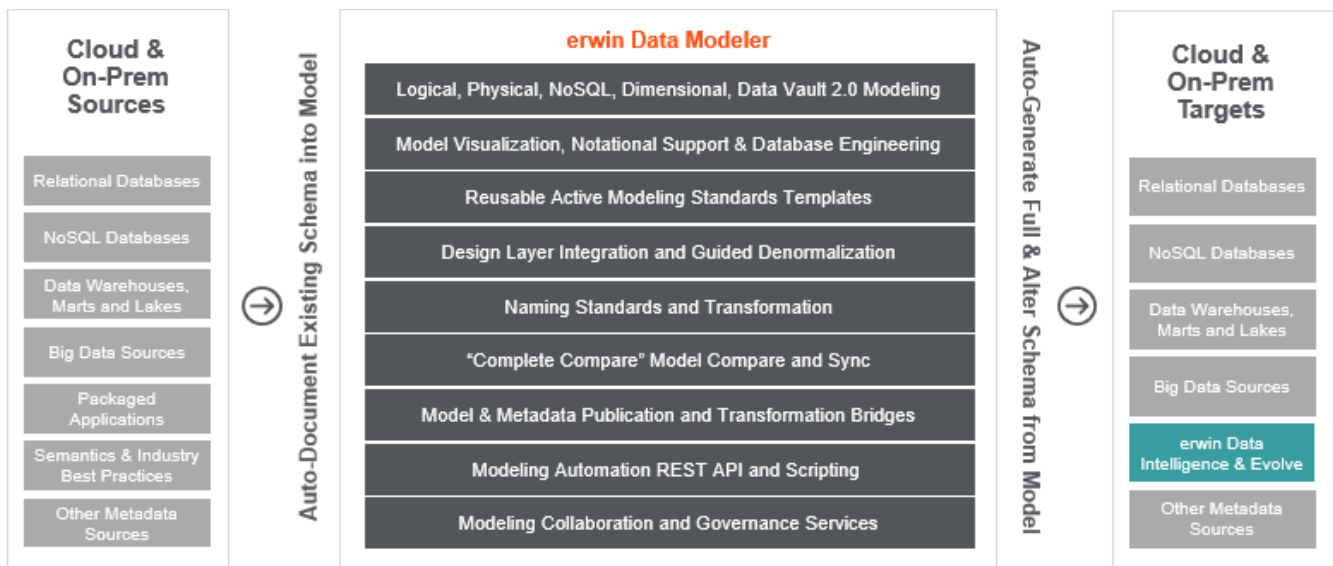 Cloud &
On-Prem
Sources
Relational Databases
NoSQL Databases
Data Warehouses,
Marts and Lakes
Big Data Sources
Packaged
Applications
Semantics & Industry
Best Practices
Other Metadata
Sources
Auto-Document Existing Schema into Model
erwin Data Modeler
Logical, Physical, NoSQL, Dimensional, Data Vault 2.0 Modeling
Model Visualization, Notational Support & Database Engineering
Reusable Active Modeling Standards Templates
Design Layer Integration and Guided Denormalization
Naming Standards and Transformation
“Complete Compare” Model Compare and Sync
Model & Metadata Publication and Transformation Bridges
Modeling Automation REST API and Scripting
Modeling Collaboration and Governance Services
Auto-Generate Full & Alter Schema from Model
Cloud &
On-Prem
Targets
Relational Databases
NoSQL Databases
Data Warehouses,
Marts and Lakes
Big Data Sources
erwin Data
Intelligence & Evolve
Other Metadata
Sources